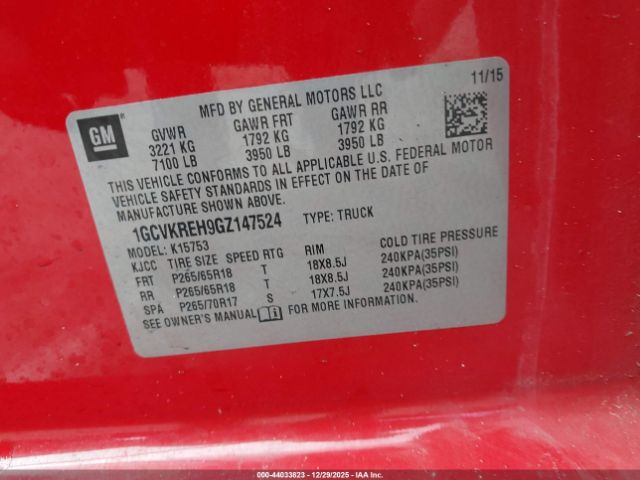 11/15
MFD BY GENERAL MOTORS LLC
GM
GVWR GAWR FRT GAWR RR
3221 KG 1792 KG 1792 KG
7100 LB 3950 LB 3950 LB
THIS VEHICLE CONFORMS TO ALL APPLICABLE U.S. FEDERAL MOTOR
VEHICLE SAFETY STANDARDS IN EFFECT ON THE DATE OF
MANUFACTURE SHOWN ABOVE.
1GCVKREH9GZ147524 TYPE: TRUCK
MODEL: K15753
KJCC TIRE SIZE SPEED RTG RIM COLD TIRE PRESSURE
FRT P265/65R18 T 18X8.5J 240KPA(35PSI)
RR P265/65R18 T 18X8.5J 240KPA(35PSI)
SPA P265/70R17 S 17X7.5J 240KPA(35PSI)
SEE OWNER'S MANUAL i FOR MORE INFORMATION.
000-44033823 - 12/29/2025 - IAA Inc.